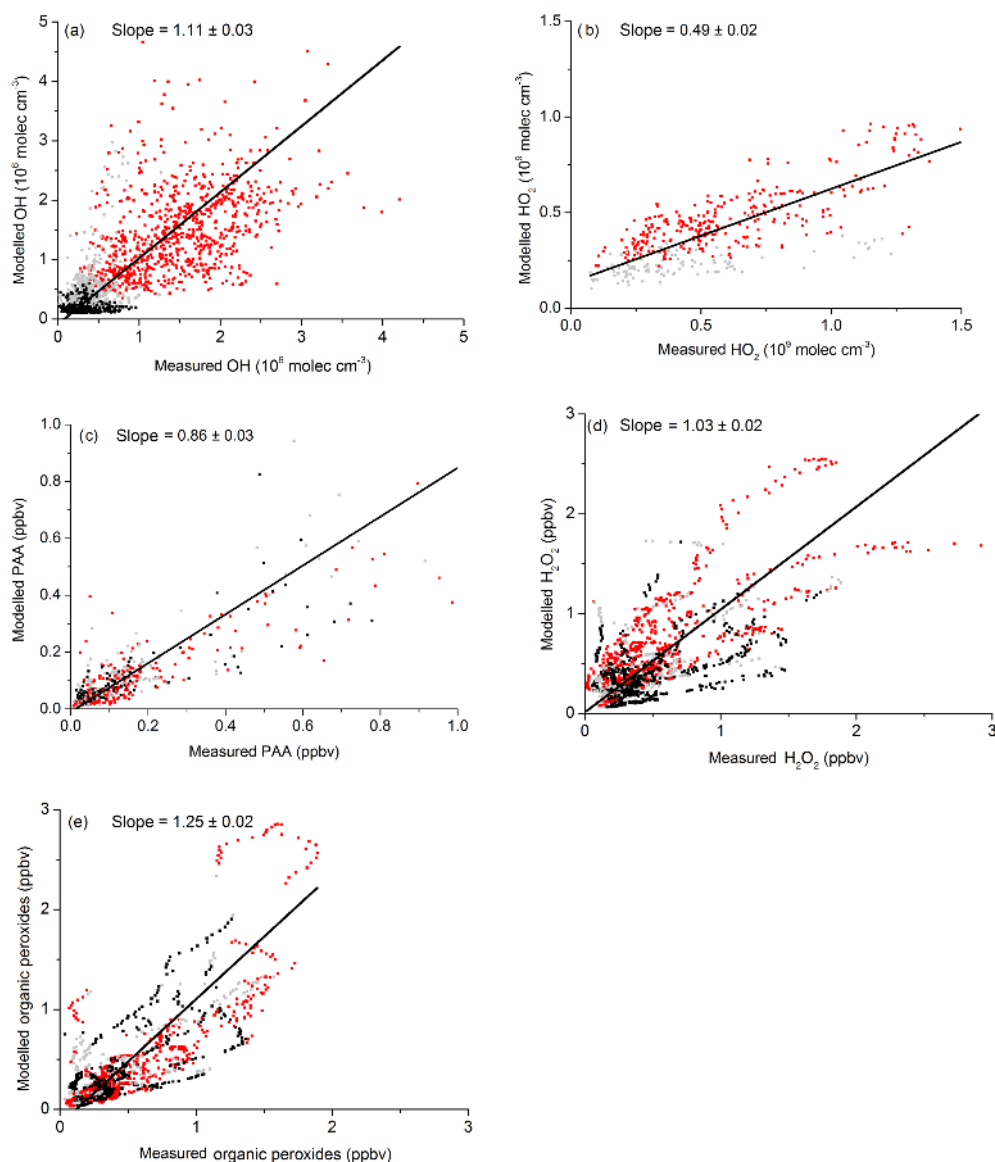 (a) Slope = 1.11 ± 0.03
Modelled OH (10⁶ molec cm⁻³)
5
4
3
2
1
0
0 1 2 3 4 5
Measured OH (10⁶ molec cm⁻³)
(b) Slope = 0.49 ± 0.02
Modelled HO₂ (10⁹ molec cm⁻³)
1.5
1.0
0.5
0.0
0.0 0.5 1.0 1.5
Measured HO₂ (10⁹ molec cm⁻³)
(c) Slope = 0.86 ± 0.03
Modelled PAA (ppbv)
1.0
0.8
0.6
0.4
0.2
0.0
0.0 0.2 0.4 0.6 0.8 1.0
Measured PAA (ppbv)
(d) Slope = 1.03 ± 0.02
Modelled H₂O₂ (ppbv)
3
2
1
0
0 1 2 3
Measured H₂O₂ (ppbv)
(e) Slope = 1.25 ± 0.02
Modelled organic peroxides (ppbv)
3
2
1
0
0 1 2 3
Measured organic peroxides (ppbv)